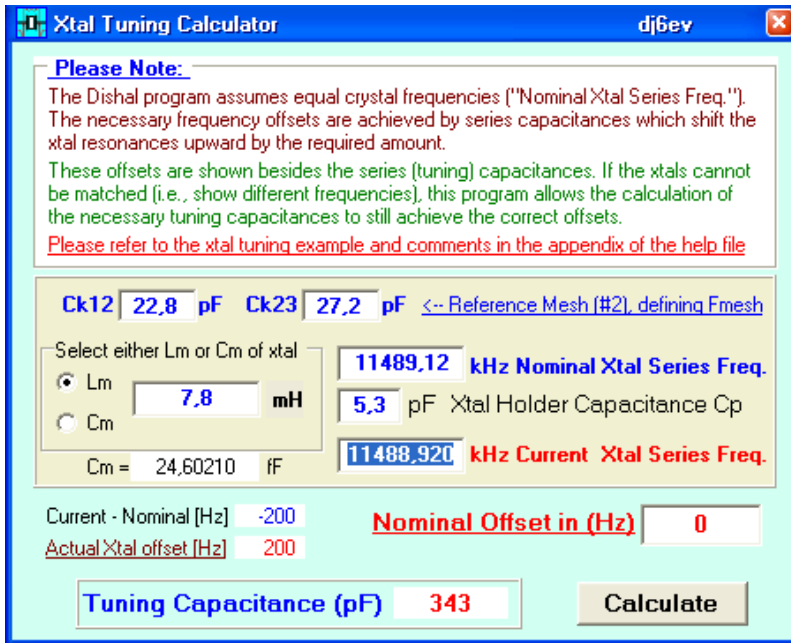 Xtal Tuning Calculator dj6ev
Please Note:
The Dishal program assumes equal crystal frequencies ("Nominal Xtal Series Freq.").
The necessary frequency offsets are achieved by series capacitances which shift the
xtal resonances upward by the required amount.
These offsets are shown besides the series (tuning) capacitances. If the xtals cannot
be matched (i.e., show different frequencies), this program allows the calculation of
the necessary tuning capacitances to still achieve the correct offsets.
Please refer to the xtal tuning example and comments in the appendix of the help file
Ck12 22,8 pF Ck23 27,2 pF <-- Reference Mesh (#2), defining Fmesh
Select either Lm or Cm of xtal
Lm 7,8 mH
Cm
Cm = 24,60210 fF
11489,12 kHz Nominal Xtal Series Freq.
5,3 pF Xtal Holder Capacitance Cp
11488,920 kHz Current Xtal Series Freq.
Current - Nominal [Hz] -200
Actual Xtal offset [Hz] 200
Nominal Offset in (Hz) 0
Tuning Capacitance (pF) 343
Calculate